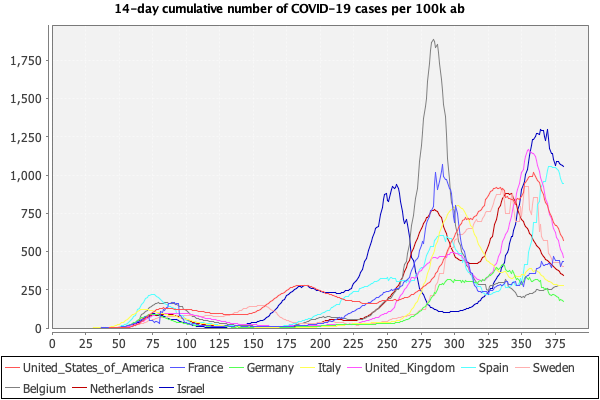 14-day cumulative number of COVID-19 cases per 100k ab
1,750
1,500
1,250
1,000
750
500
250
0
0 25 50 75 100 125 150 175 200 225 250 275 300 325 350 375
United_States_of_America France Germany Italy United_Kingdom Spain Sweden
Belgium Netherlands Israel